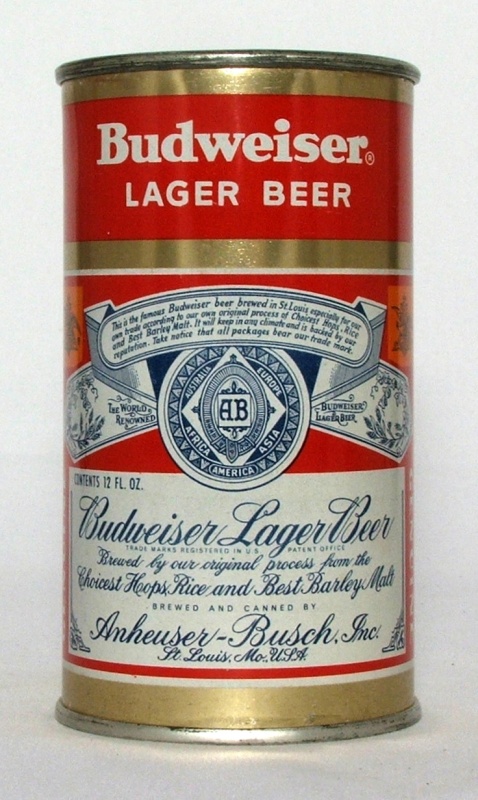 Budweiser®
LAGER BEER
This is the famous Budweiser beer brewed in St. Louis especially for our
own trade according to our own original process of Choicest Hops, Rice
and Best Barley Malt. It will keep in any climate and is backed by our
reputation. Take notice that all packages bear our trade mark.
AUSTRALIA
EUROPE
THE WORLD
RENOWNED
AB
BUDWEISER
LAGER BEER
AFRICA
ASIA
AMERICA
CONTENTS 12 FL. OZ.
Budweiser Lager Beer
TRADE MARKS REGISTERED IN U.S. PATENT OFFICE
Brewed by our original process from the
Choicest Hops, Rice and Best Barley Malt
BREWED AND CANNED BY
Anheuser-Busch, Inc.
St. Louis, Mo., U.S.A.